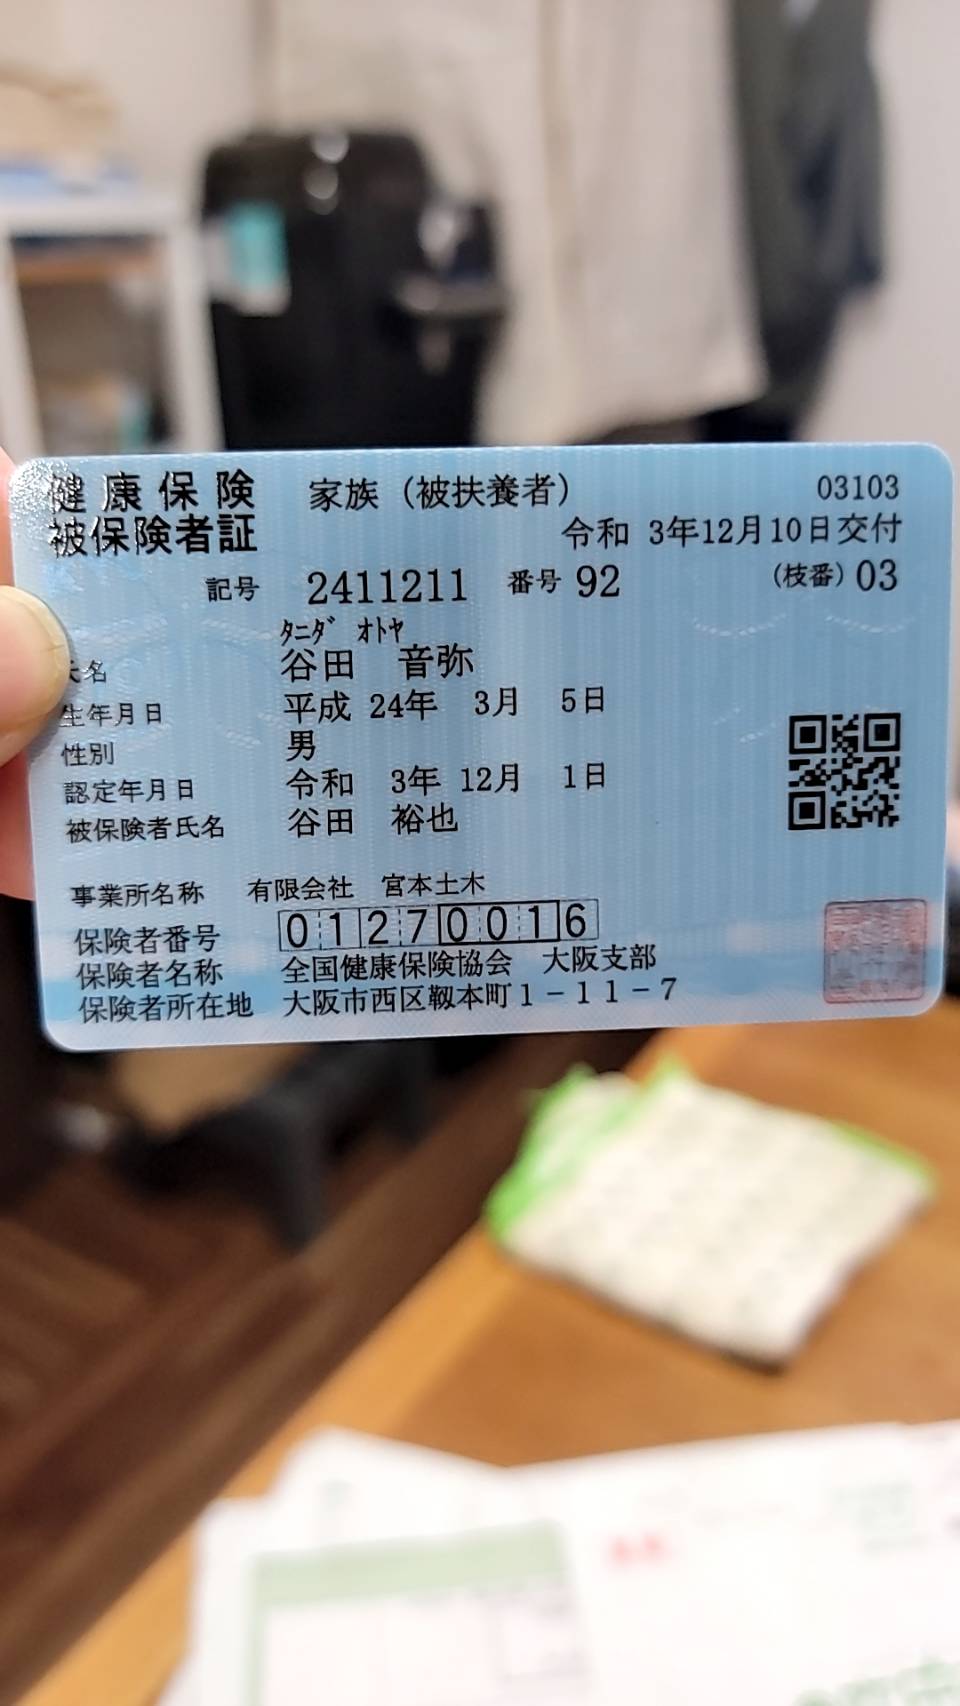 健康保険 家族（被扶養者） 03103
被保険者証 令和 3年12月10日交付
記号 2411211 番号 92 （枝番）03
ﾀﾆﾀﾞ ｵﾄﾔ
氏名 谷田 音弥
生年月日 平成 24年 3月 5日
性別 男
認定年月日 令和 3年 12月 1日
被保険者氏名 谷田 裕也
事業所名称 有限会社 宮本土木
保険者番号 01270016
保険者名称 全国健康保険協会 大阪支部
保険者所在地 大阪市西区靱本町1－11－7